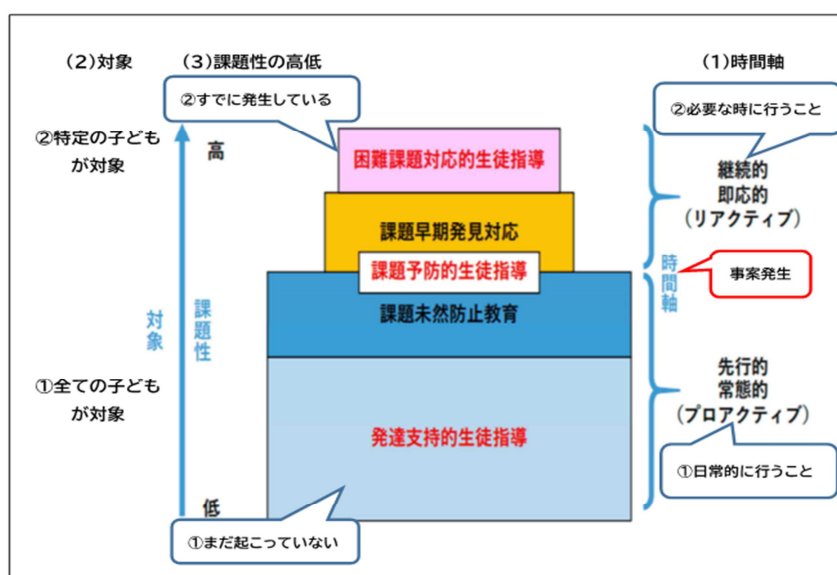 (2)対象
(3)課題性の高低
(1)時間軸
②すでに発生している
②必要な時に行うこと
②特定の子ども
が対象
高
困難課題対応的生徒指導
継続的
即応的
(リアクティブ)
課題早期発見対応
課題予防的生徒指導
時間軸
事案発生
課題未然防止教育
対象
課題性
①全ての子ども
が対象
先行的
常態的
(プロアクティブ)
発達支持的生徒指導
①日常的に行うこと
低
①まだ起こっていない